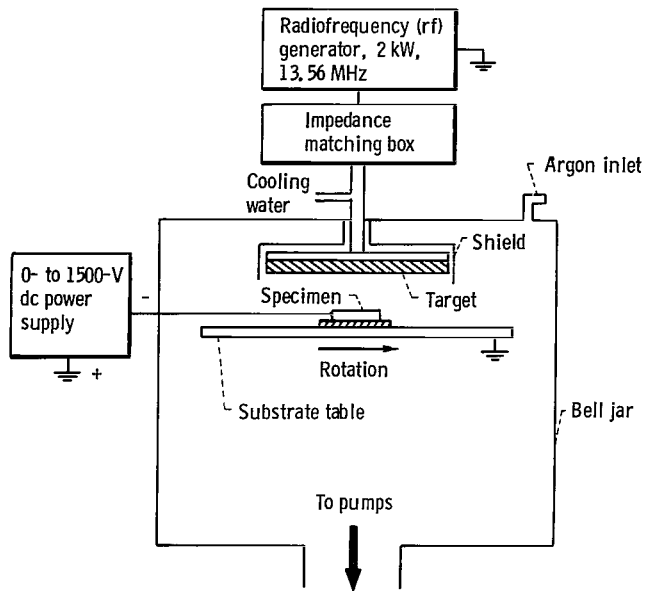 Radiofrequency (rf)
generator, 2 kW,
13.56 MHz
Impedance
matching box
Argon inlet
Cooling
water
Shield
0- to 1500-V
dc power
supply
-
+
Specimen
Target
Rotation
Substrate table
Bell jar
To pumps